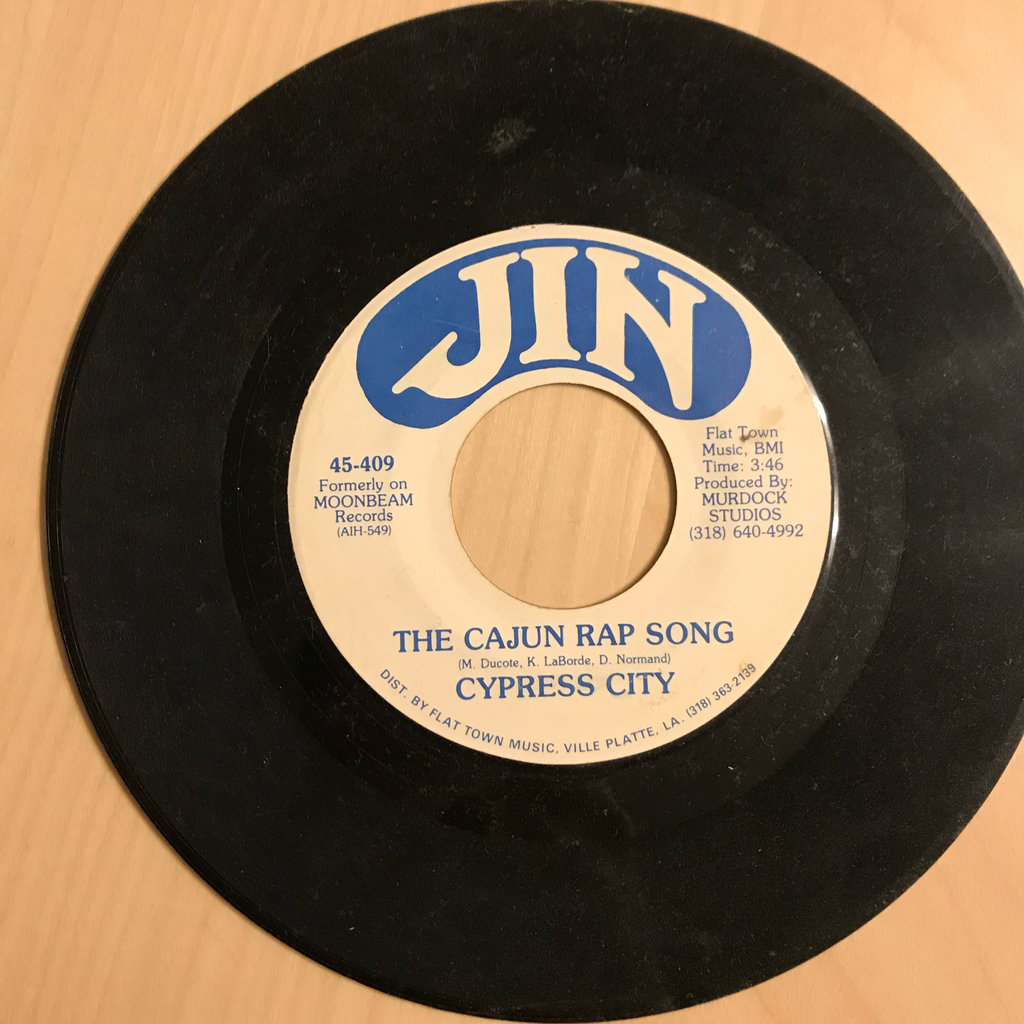 JIN
45-409
Formerly on
MOONBEAM
Records
(AIH-549)
Flat Town
Music, BMI
Time: 3:46
Produced By:
MURDOCK
STUDIOS
(318) 640-4992
THE CAJUN RAP SONG
(M. Ducote, K. LaBorde, D. Normand)
CYPRESS CITY
DIST. BY FLAT TOWN MUSIC, VILLE PLATTE, LA. (318) 363-2139